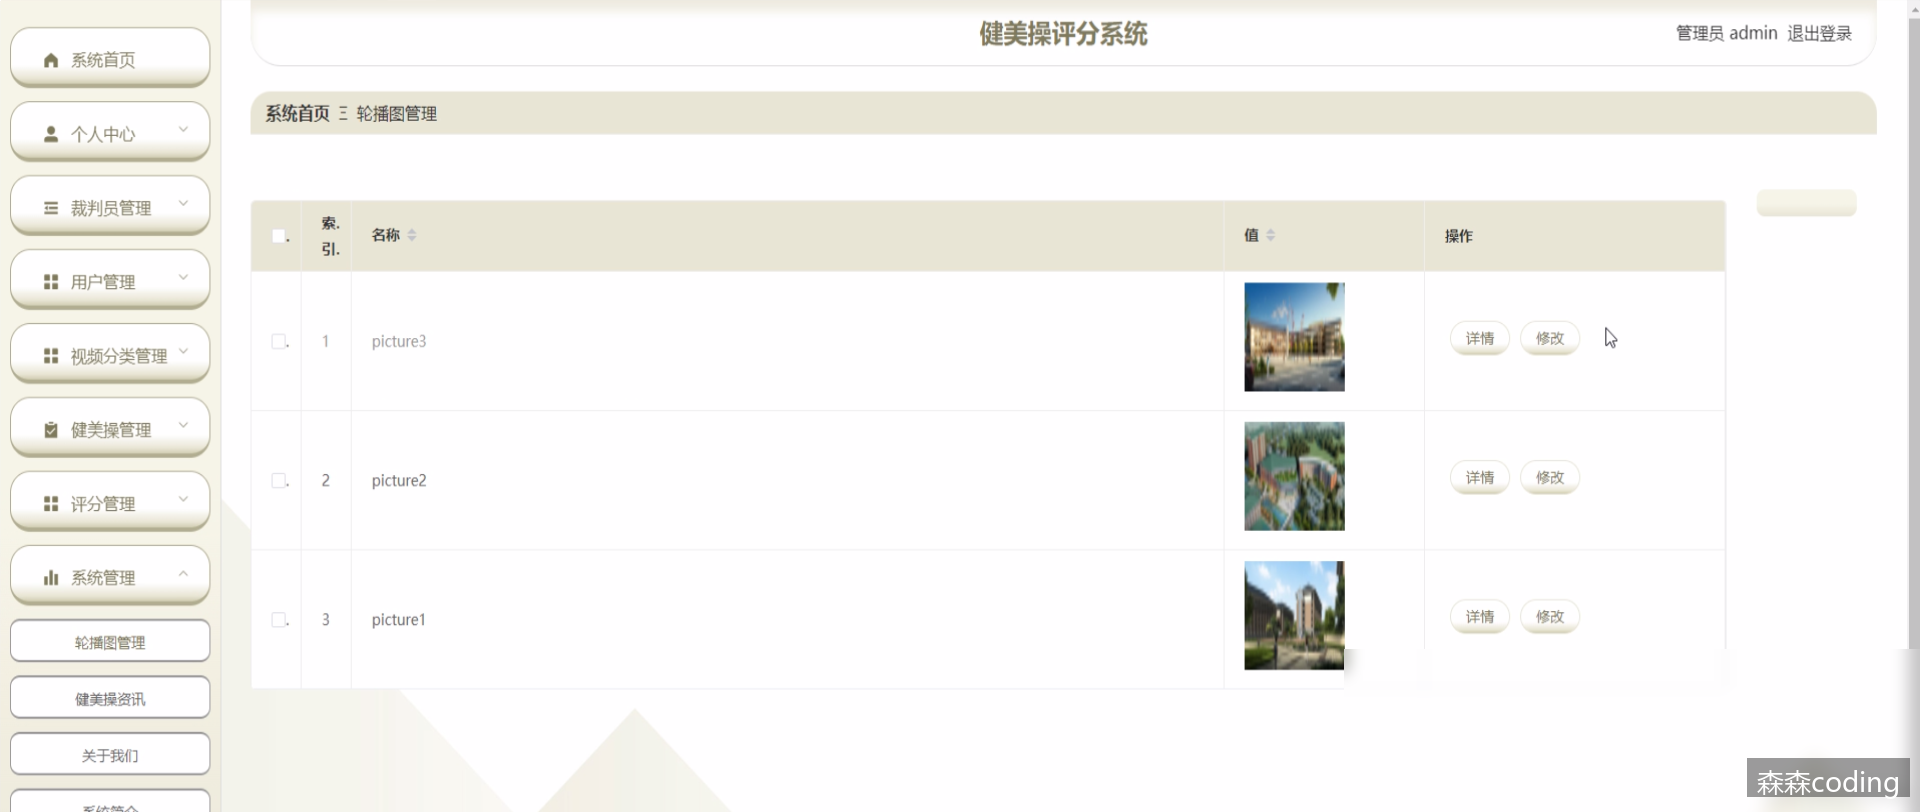 健美操评分系统
管理员 admin 退出登录
系统首页
个人中心
裁判员管理
用户管理
视频分类管理
健美操管理
评分管理
系统管理
轮播图管理
健美操资讯
关于我们
系统简介
系统首页 Ξ 轮播图管理
索.
引.
名称
值
操作
1 picture3 详情 修改
2 picture2 详情 修改
3 picture1 详情 修改
森森coding